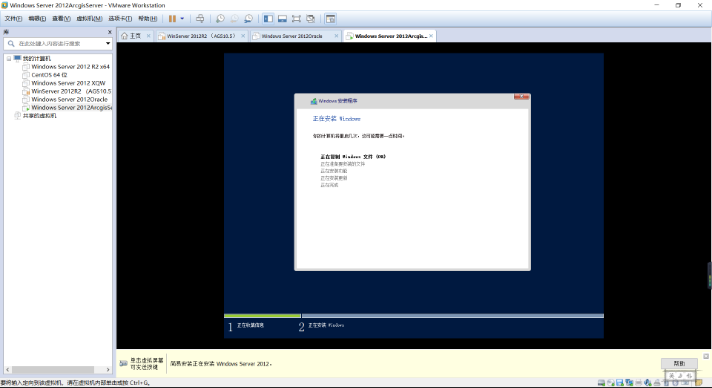 Windows Server 2012ArcgisServer - VMware Workstation
文件(F) 编辑(E) 查看(V) 虚拟机(M) 选项卡(T) 帮助(H)
库
在此处键入内容进行搜索
主页
WinServer 2012R2 （AGS10.5）
Windows Server 2012Oracle
Windows Server 2012Arcgis...
我的计算机
Windows Server 2012 R2 x64
CentOS 64 位
Windows Server 2012 XQW
WinServer 2012R2 （AGS10.5
Windows Server 2012Oracle
Windows Server 2012ArcgisSe
共享的虚拟机
Windows 安装程序
正在安装 Windows
你的计算机将重启几次，这可能需要一点时间。
正在复制 Windows 文件 (0%)
正在准备要安装的文件
正在安装功能
正在安装更新
正在完成
1 正在收集信息
2 正在安装 Windows
单击虚拟屏幕
可发送按键
简易安装正在安装 Windows Server 2012。
帮助
要将输入定向到该虚拟机，请在虚拟机内部单击或按 Ctrl+G。